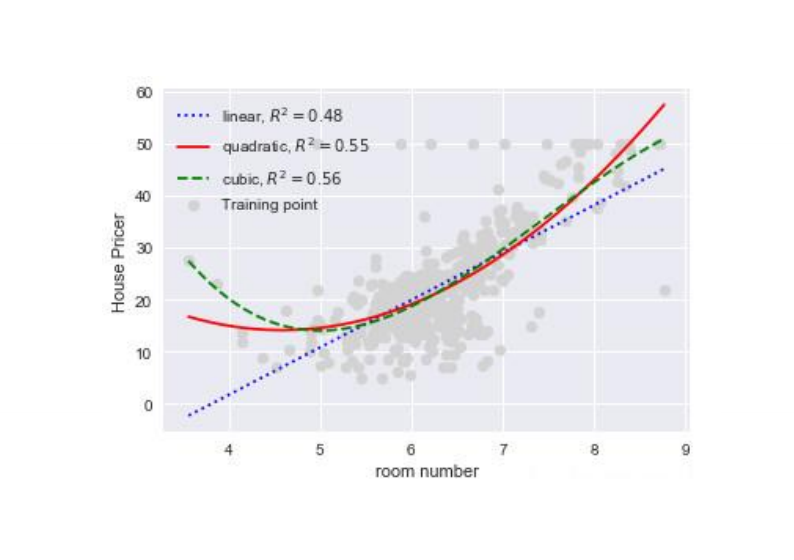 60
50
40
30
20
10
0
House Pricer
linear, R² = 0.48
quadratic, R² = 0.55
cubic, R² = 0.56
Training point
4 5 6 7 8 9
room number